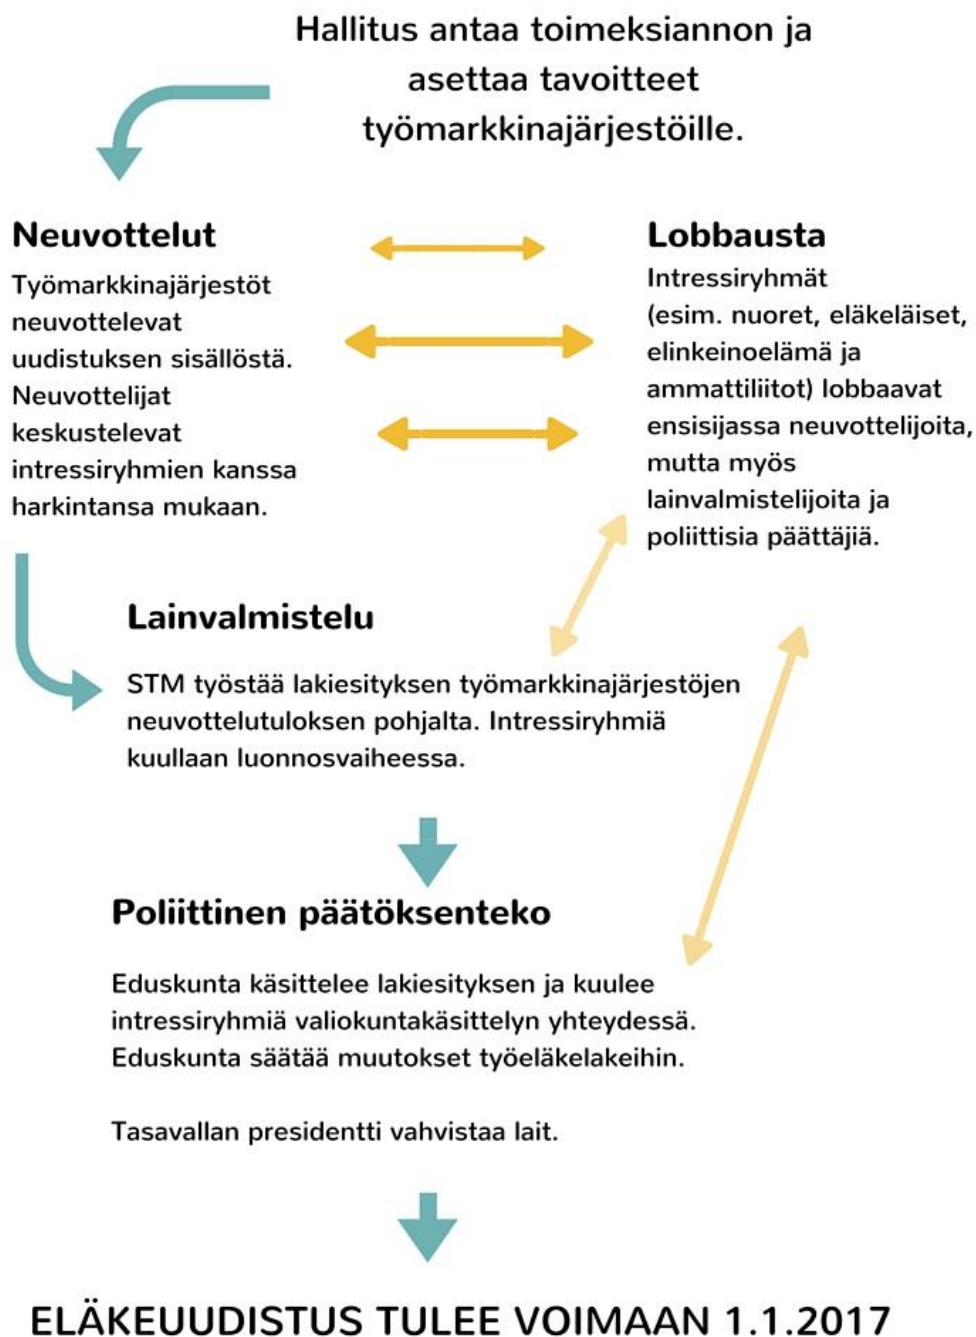 Hallitus antaa toimeksiannon ja
asettaa tavoitteet
työmarkkinajärjestöille.
Neuvottelut
Työmarkkinajärjestöt
neuvottelevat
uudistuksen sisällöstä.
Neuvottelijat
keskustelevat
intressiryhmien kanssa
harkintansa mukaan.
Lobbausta
Intressiryhmät
(esim. nuoret, eläkeläiset,
elinkeinoelämä ja
ammattiliitot) lobbaavat
ensisijassa neuvottelijoita,
mutta myös
lainvalmistelijoita ja
poliittisia päättäjiä.
Lainvalmistelu
STM työstää lakiesityksen työmarkkinajärjestöjen
neuvottelutuloksen pohjalta. Intressiryhmiä
kuullaan luonnosvaiheessa.
Poliittinen päätöksenteko
Eduskunta käsittelee lakiesityksen ja kuulee
intressiryhmiä valiokuntakäsittelyn yhteydessä.
Eduskunta säätää muutokset työeläkelakeihin.
Tasavallan presidentti vahvistaa lait.
ELÄKEUUDISTUS TULEE VOIMAAN 1.1.2017